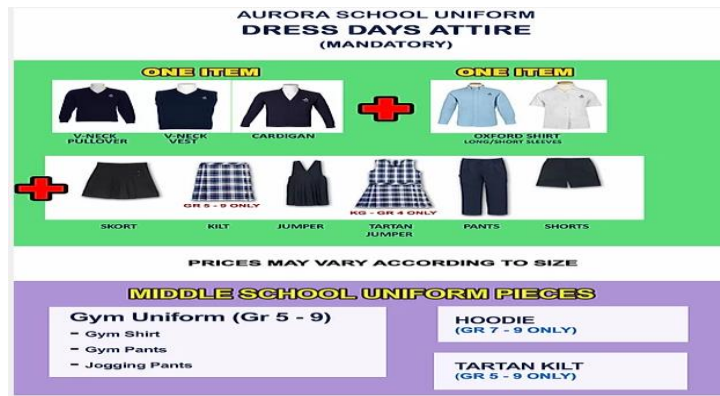 AURORA SCHOOL UNIFORM
DRESS DAYS ATTIRE
(MANDATORY)
ONE ITEM
ONE ITEM
V-NECK PULLOVER
V-NECK VEST
CARDIGAN
OXFORD SHIRT
LONG/SHORT SLEEVES
GR 5 - 9 ONLY
KG - GR 4 ONLY
SKORT
KILT
JUMPER
TARTAN JUMPER
PANTS
SHORTS
PRICES MAY VARY ACCORDING TO SIZE
MIDDLE SCHOOL UNIFORM PIECES
Gym Uniform (Gr 5 - 9)
- Gym Shirt
- Gym Pants
- Jogging Pants
HOODIE
(GR 7 - 9 ONLY)
TARTAN KILT
(GR 5 - 9 ONLY)